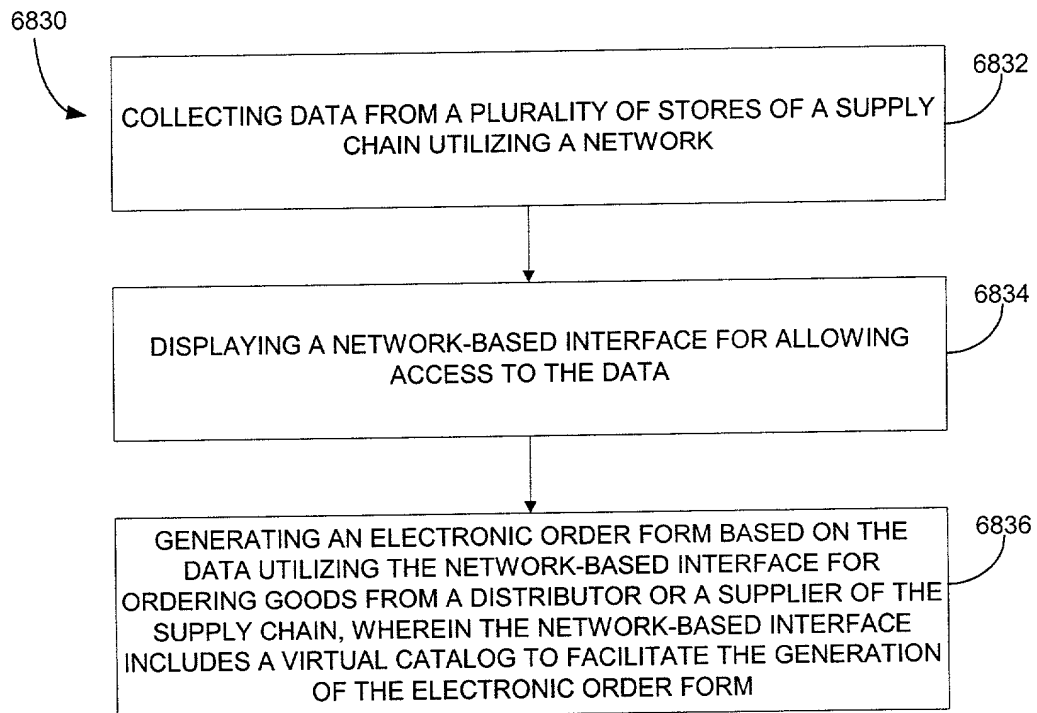 6830
6832
COLLECTING DATA FROM A PLURALITY OF STORES OF A SUPPLY
CHAIN UTILIZING A NETWORK
6834
DISPLAYING A NETWORK-BASED INTERFACE FOR ALLOWING
ACCESS TO THE DATA
6836
GENERATING AN ELECTRONIC ORDER FORM BASED ON THE
DATA UTILIZING THE NETWORK-BASED INTERFACE FOR
ORDERING GOODS FROM A DISTRIBUTOR OR A SUPPLIER OF THE
SUPPLY CHAIN, WHEREIN THE NETWORK-BASED INTERFACE
INCLUDES A VIRTUAL CATALOG TO FACILITATE THE GENERATION
OF THE ELECTRONIC ORDER FORM